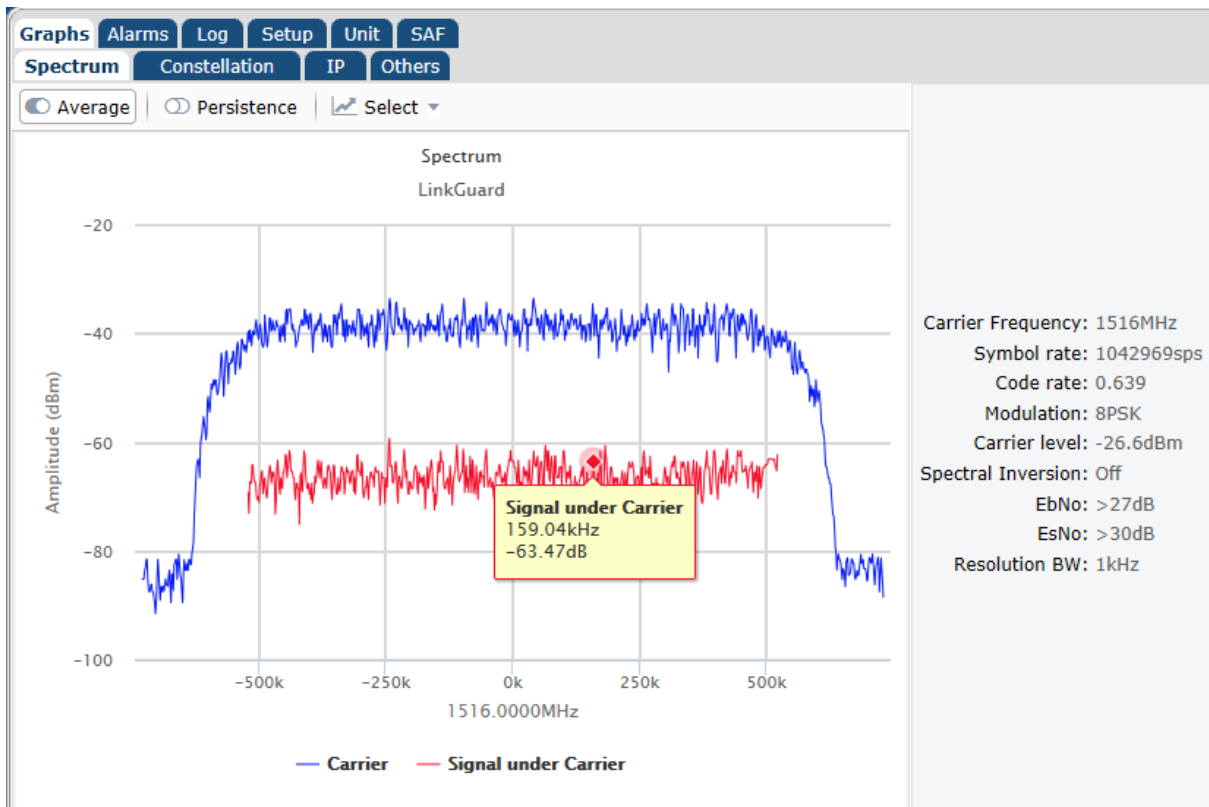 Graphs Alarms Log Setup Unit SAF
Spectrum Constellation IP Others
Average Persistence Select
Spectrum
LinkGuard
Amplitude (dBm)
-20
-40
-60
-80
-100
Signal under Carrier
159.04kHz
-63.47dB
-500k -250k 0k 250k 500k
1516.0000MHz
Carrier Signal under Carrier
Carrier Frequency: 1516MHz
Symbol rate: 1042969sps
Code rate: 0.639
Modulation: 8PSK
Carrier level: -26.6dBm
Spectral Inversion: Off
EbNo: >27dB
EsNo: >30dB
Resolution BW: 1kHz